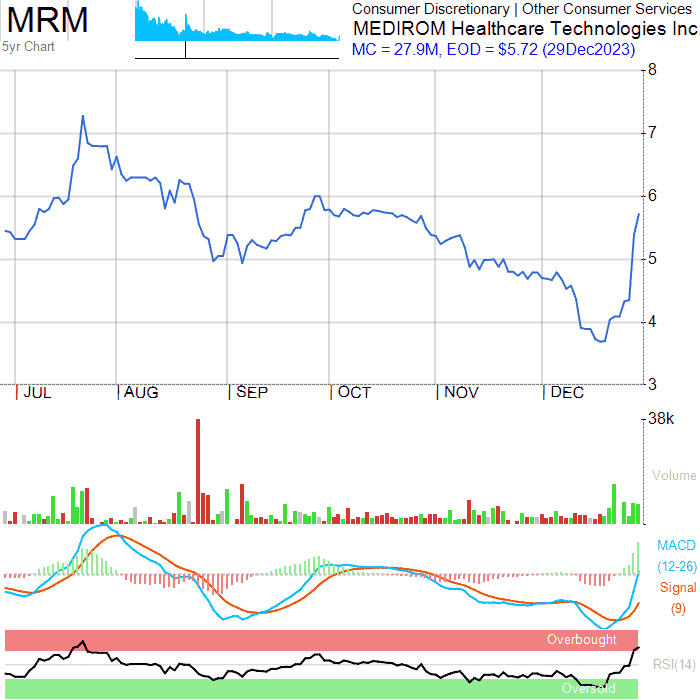 MRM
5yr Chart
Consumer Discretionary | Other Consumer Services
MEDIROM Healthcare Technologies Inc
MC = 27.9M, EOD = $5.72 (29Dec2023)
8
7
6
5
4
3
JUL
AUG
SEP
OCT
NOV
DEC
38k
Volume
MACD
(12-26)
Signal
(9)
Overbought
RSI(14)
Oversold